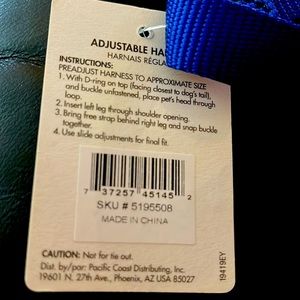 ADJUSTABLE HA
HARNAIS RÉGLA
INSTRUCTIONS:
PREADJUST HARNESS TO APPROXIMATE SIZE
1. With D-ring on top (facing closest to dog's tail),
and buckle unfastened, place pet's head through
loop.
2. Insert left leg through shoulder opening.
3. Bring free strap behind right leg and snap buckle
together.
4. Use slide adjustments for final fit.
7 37257 45145 2
SKU # 5195508
MADE IN CHINA
CAUTION: Not for tie out.
Dist. by/par: Pacific Coast Distributing, Inc.
19601 N. 27th Ave, Phoenix, AZ USA 85027
19419EY